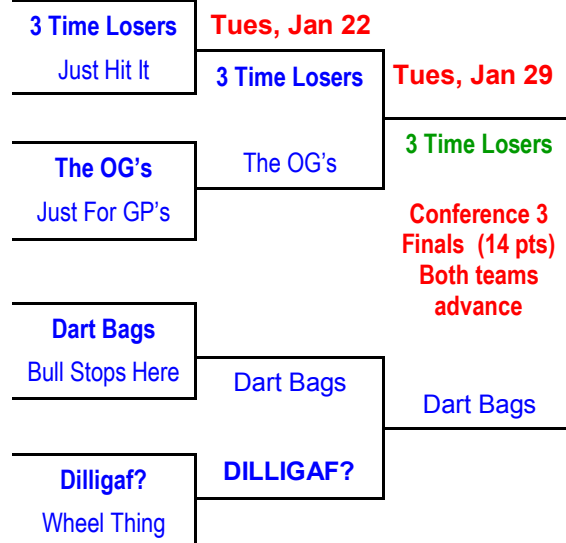 3 Time Losers
Just Hit It
The OG's
Just For GP's
Dart Bags
Bull Stops Here
Dilligaf?
Wheel Thing
Tues, Jan 22
3 Time Losers
The OG's
Dart Bags
DILLIGAF?
Tues, Jan 29
3 Time Losers
Conference 3
Finals (14 pts)
Both teams
advance
Dart Bags